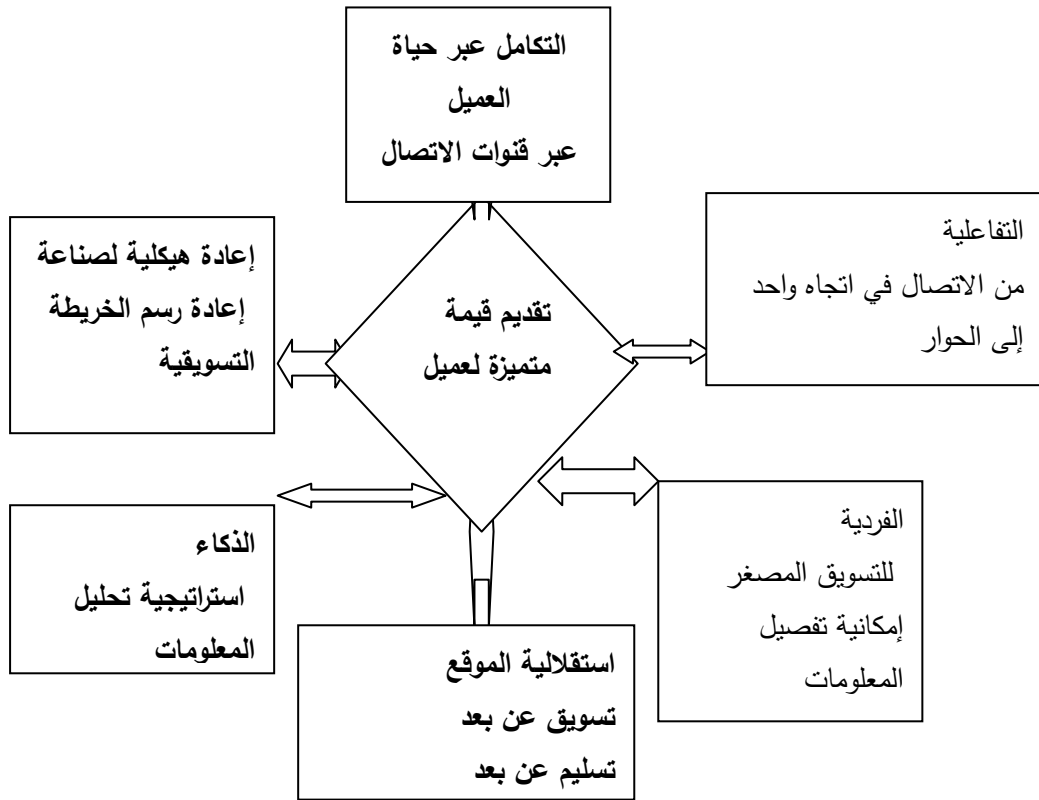 التكامل عبر حياة
العميل
عبر قنوات الاتصال
التفاعلية
من الاتصال في اتجاه واحد
إلى الحوار
إعادة هيكلية لصناعة
إعادة رسم الخريطة
التسويقية
تقديم قيمة
متميزة لعميل
الفردية
للتسويق المصغر
إمكانية تفصيل
المعلومات
الذكاء
استراتيجية تحليل
المعلومات
استقلالية الموقع
تسويق عن بعد
تسليم عن بعد